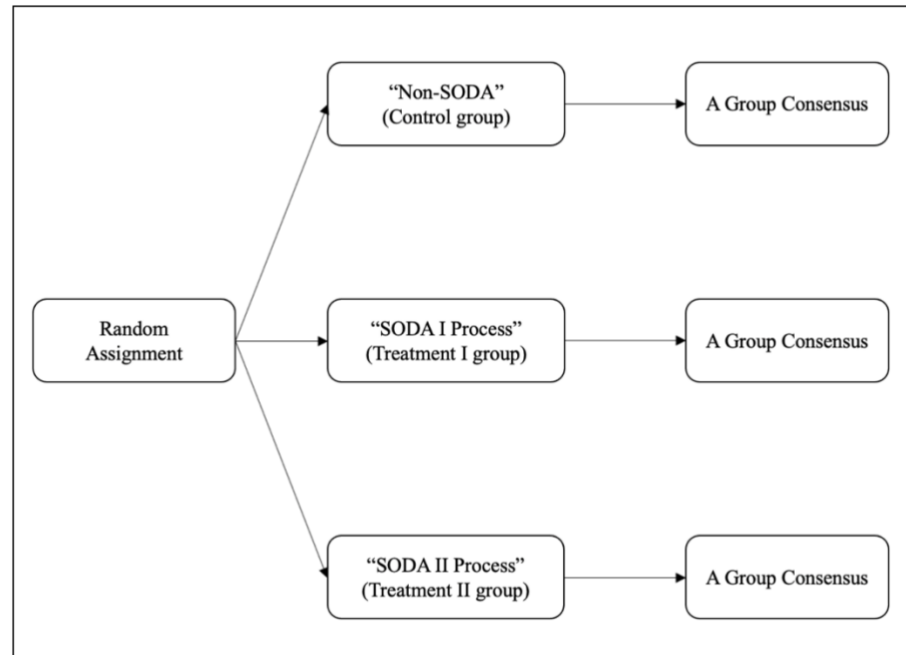 “Non-SODA”
(Control group)
A Group Consensus
Random
Assignment
“SODA I Process”
(Treatment I group)
A Group Consensus
“SODA II Process”
(Treatment II group)
A Group Consensus